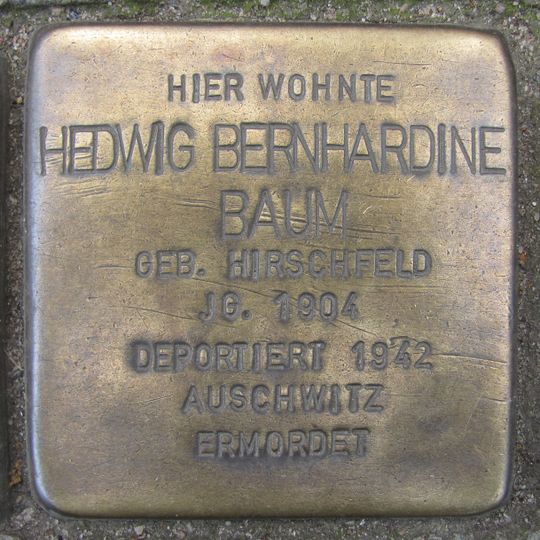 HIER WOHNTE
HEDWIG BERNHARDINE
BAUM
GEB. HIRSCHFELD
JG. 1904
DEPORTIERT 1942
AUSCHWITZ
ERMORDET